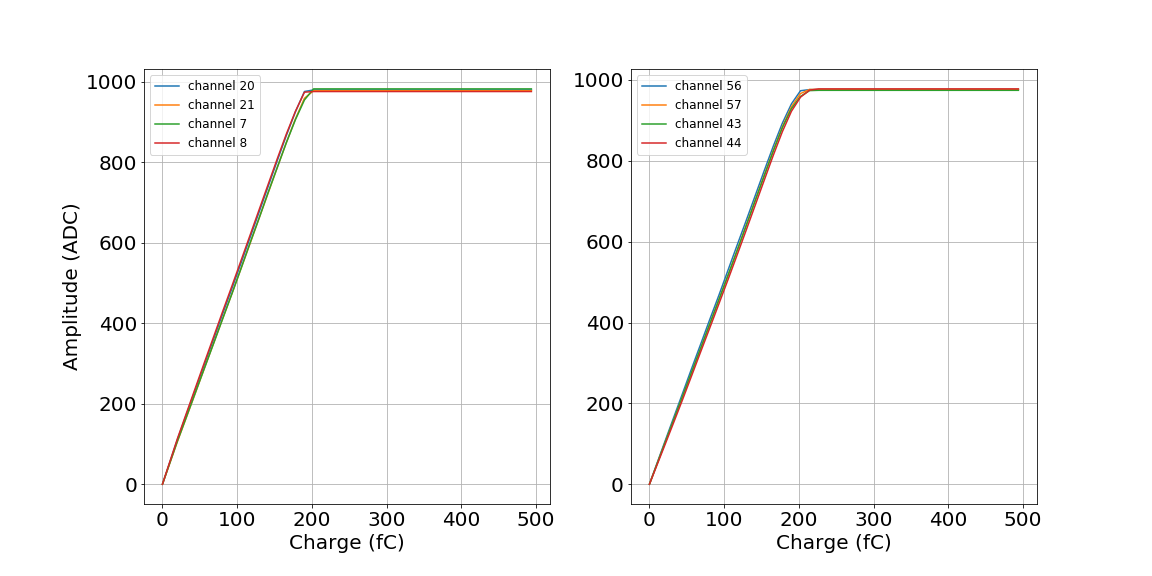 1000
800
600
400
200
0
Amplitude (ADC)
channel 20
channel 21
channel 7
channel 8
0 100 200 300 400 500
Charge (fC)
1000
800
600
400
200
0
channel 56
channel 57
channel 43
channel 44
0 100 200 300 400 500
Charge (fC)